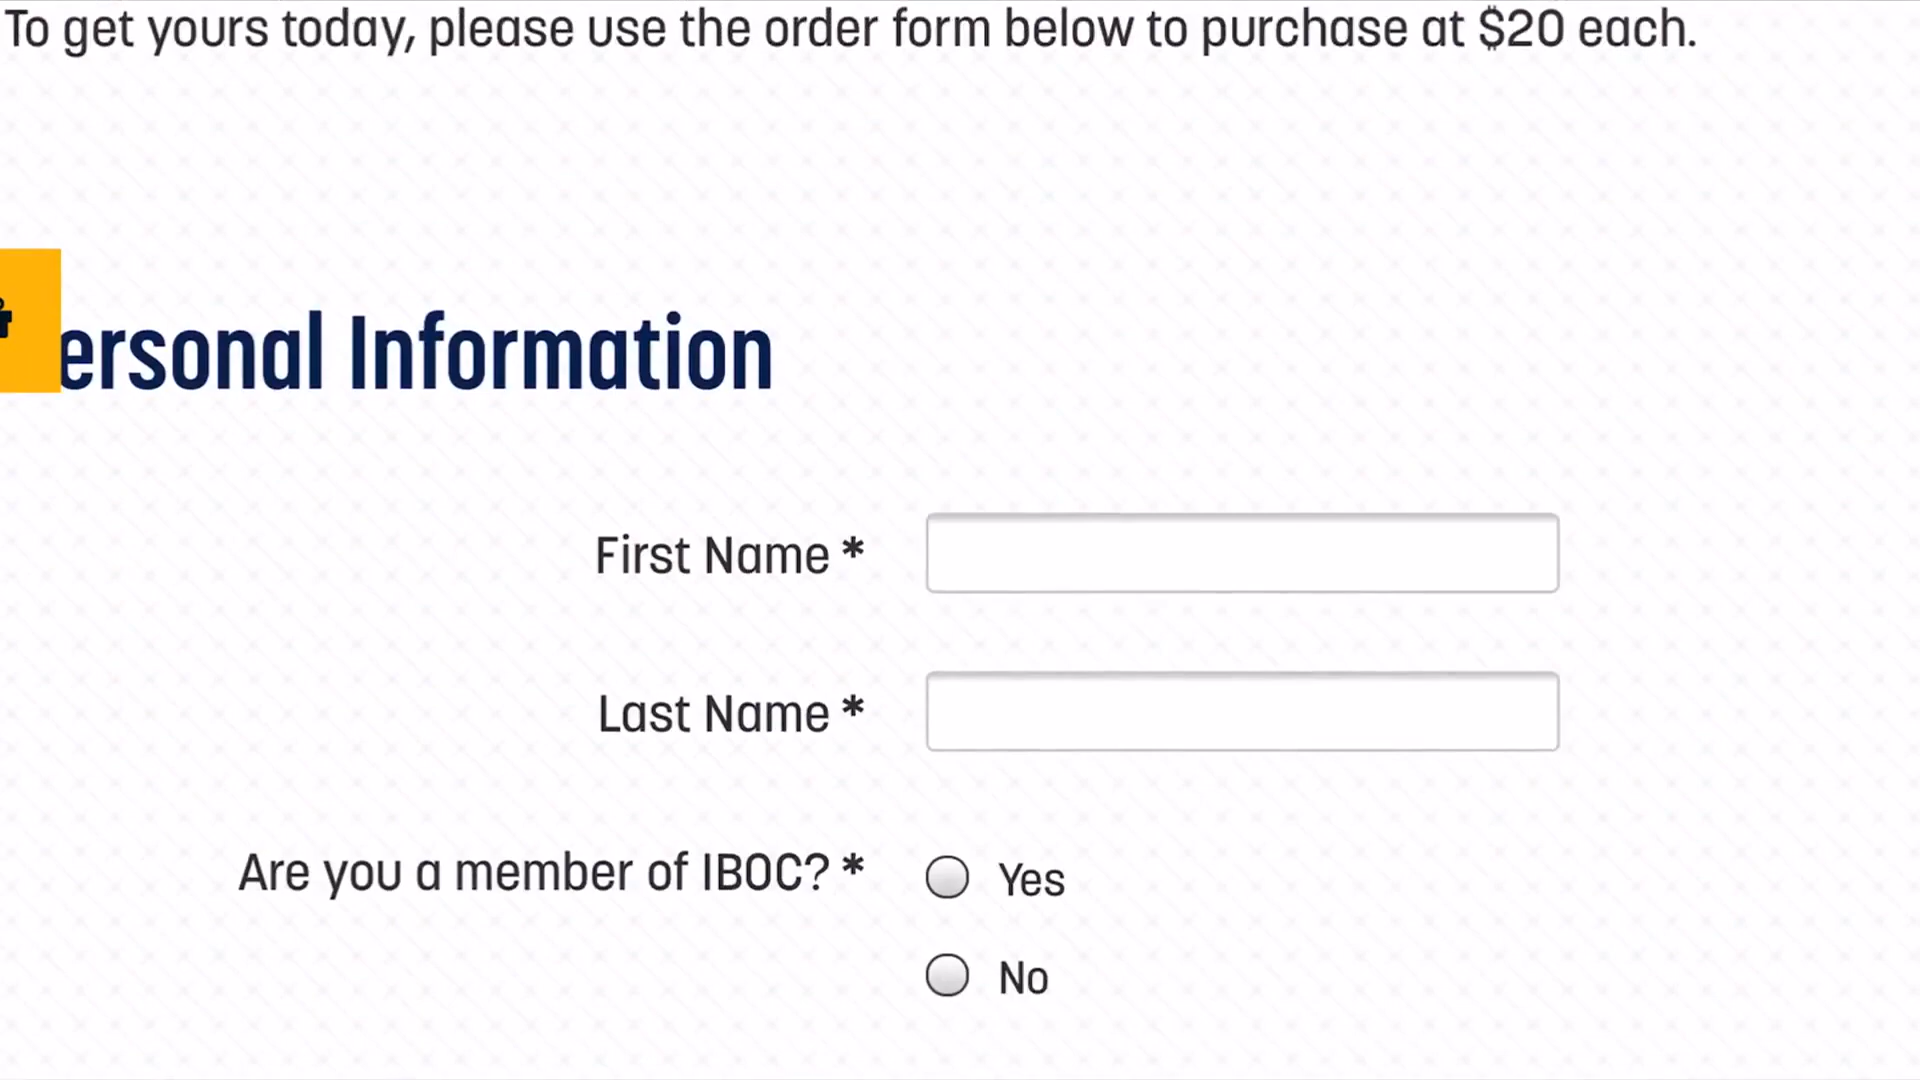 To get yours today, please use the order form below to purchase at $20 each.
ersonal Information
First Name *
Last Name *
Are you a member of IBOC? *
Yes
No